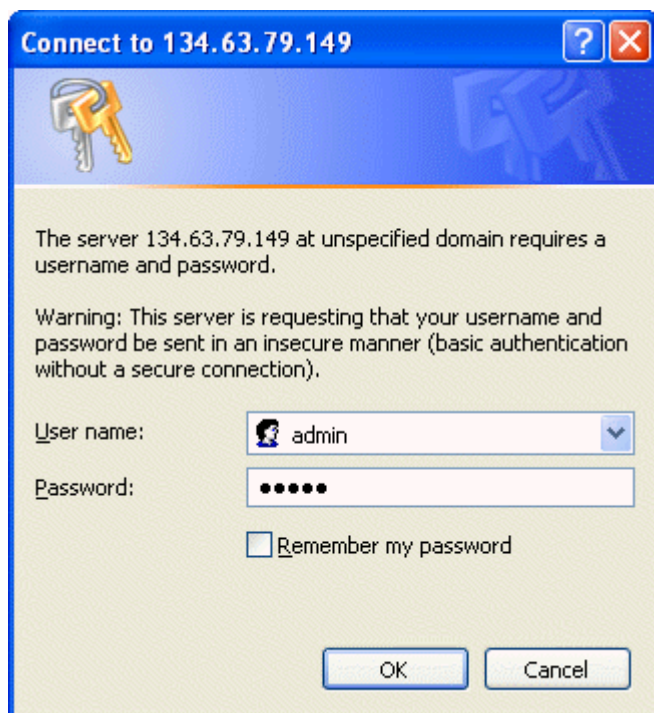 Connect to 134.63.79.149
The server 134.63.79.149 at unspecified domain requires a
username and password.
Warning: This server is requesting that your username and
password be sent in an insecure manner (basic authentication
without a secure connection).
User name:
admin
Password:
●●●●●
Remember my password
OK
Cancel